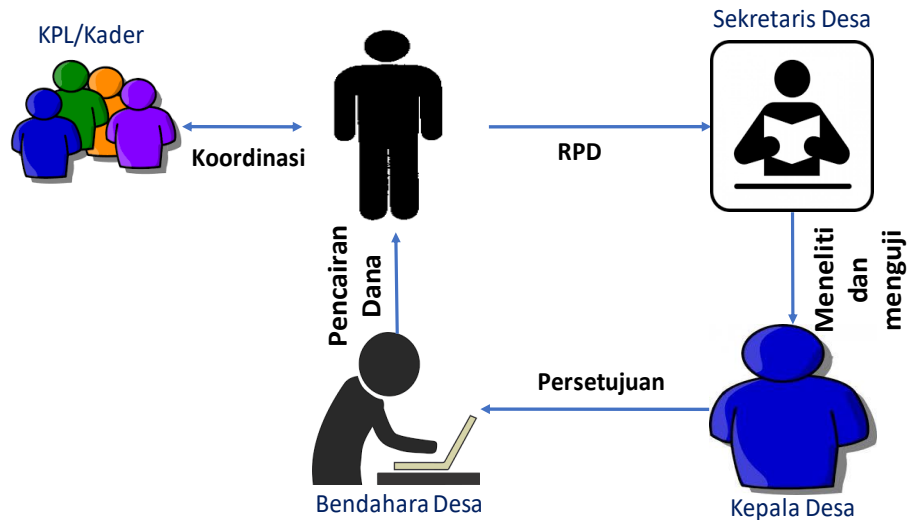 KPL/Kader
Sekretaris Desa
Koordinasi
RPD
Pencairan
Dana
Meneliti
dan
menguji
Persetujuan
Bendahara Desa
Kepala Desa